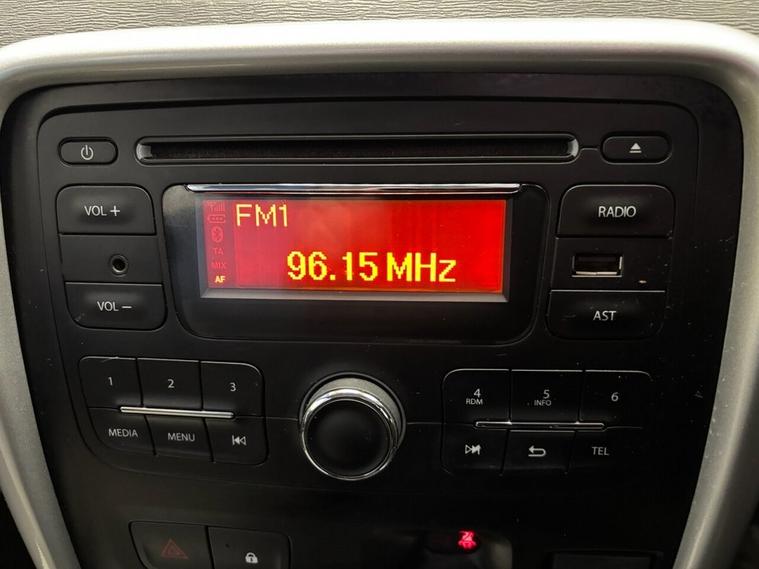 FM1
TA
MIX
AF
96.15 MHz
VOL +
VOL −
RADIO
AST
1
2
3
MEDIA
MENU
4
RDM
5
INFO
6
TEL